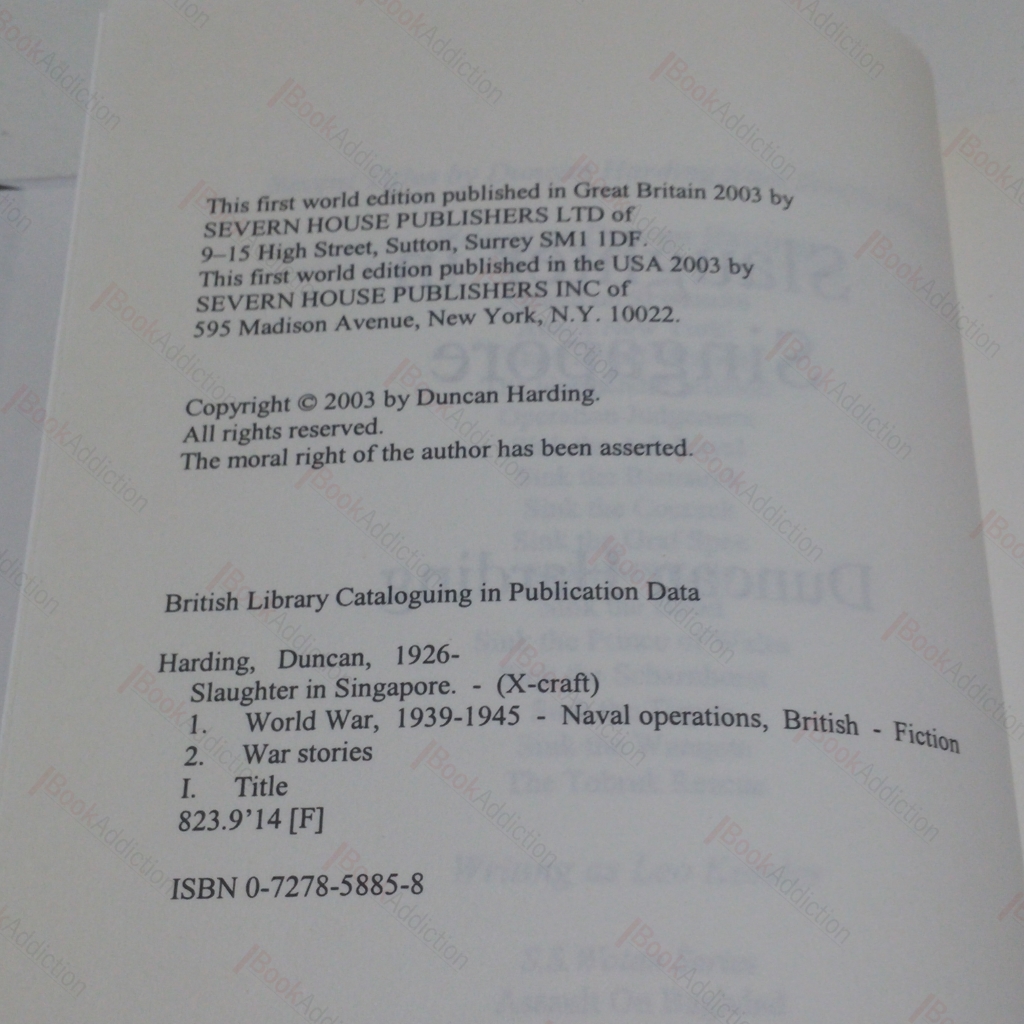 This first world edition published in Great Britain 2003 by
SEVERN HOUSE PUBLISHERS LTD of
9–15 High Street, Sutton, Surrey SM1 1DF.
This first world edition published in the USA 2003 by
SEVERN HOUSE PUBLISHERS INC of
595 Madison Avenue, New York, N.Y. 10022.
Copyright © 2003 by Duncan Harding.
All rights reserved.
The moral right of the author has been asserted.
British Library Cataloguing in Publication Data
Harding, Duncan, 1926-
Slaughter in Singapore. - (X-craft)
1. World War, 1939-1945 - Naval operations, British - Fiction
2. War stories
I. Title
823.9'14 [F]
ISBN 0-7278-5885-8
BookAddiction